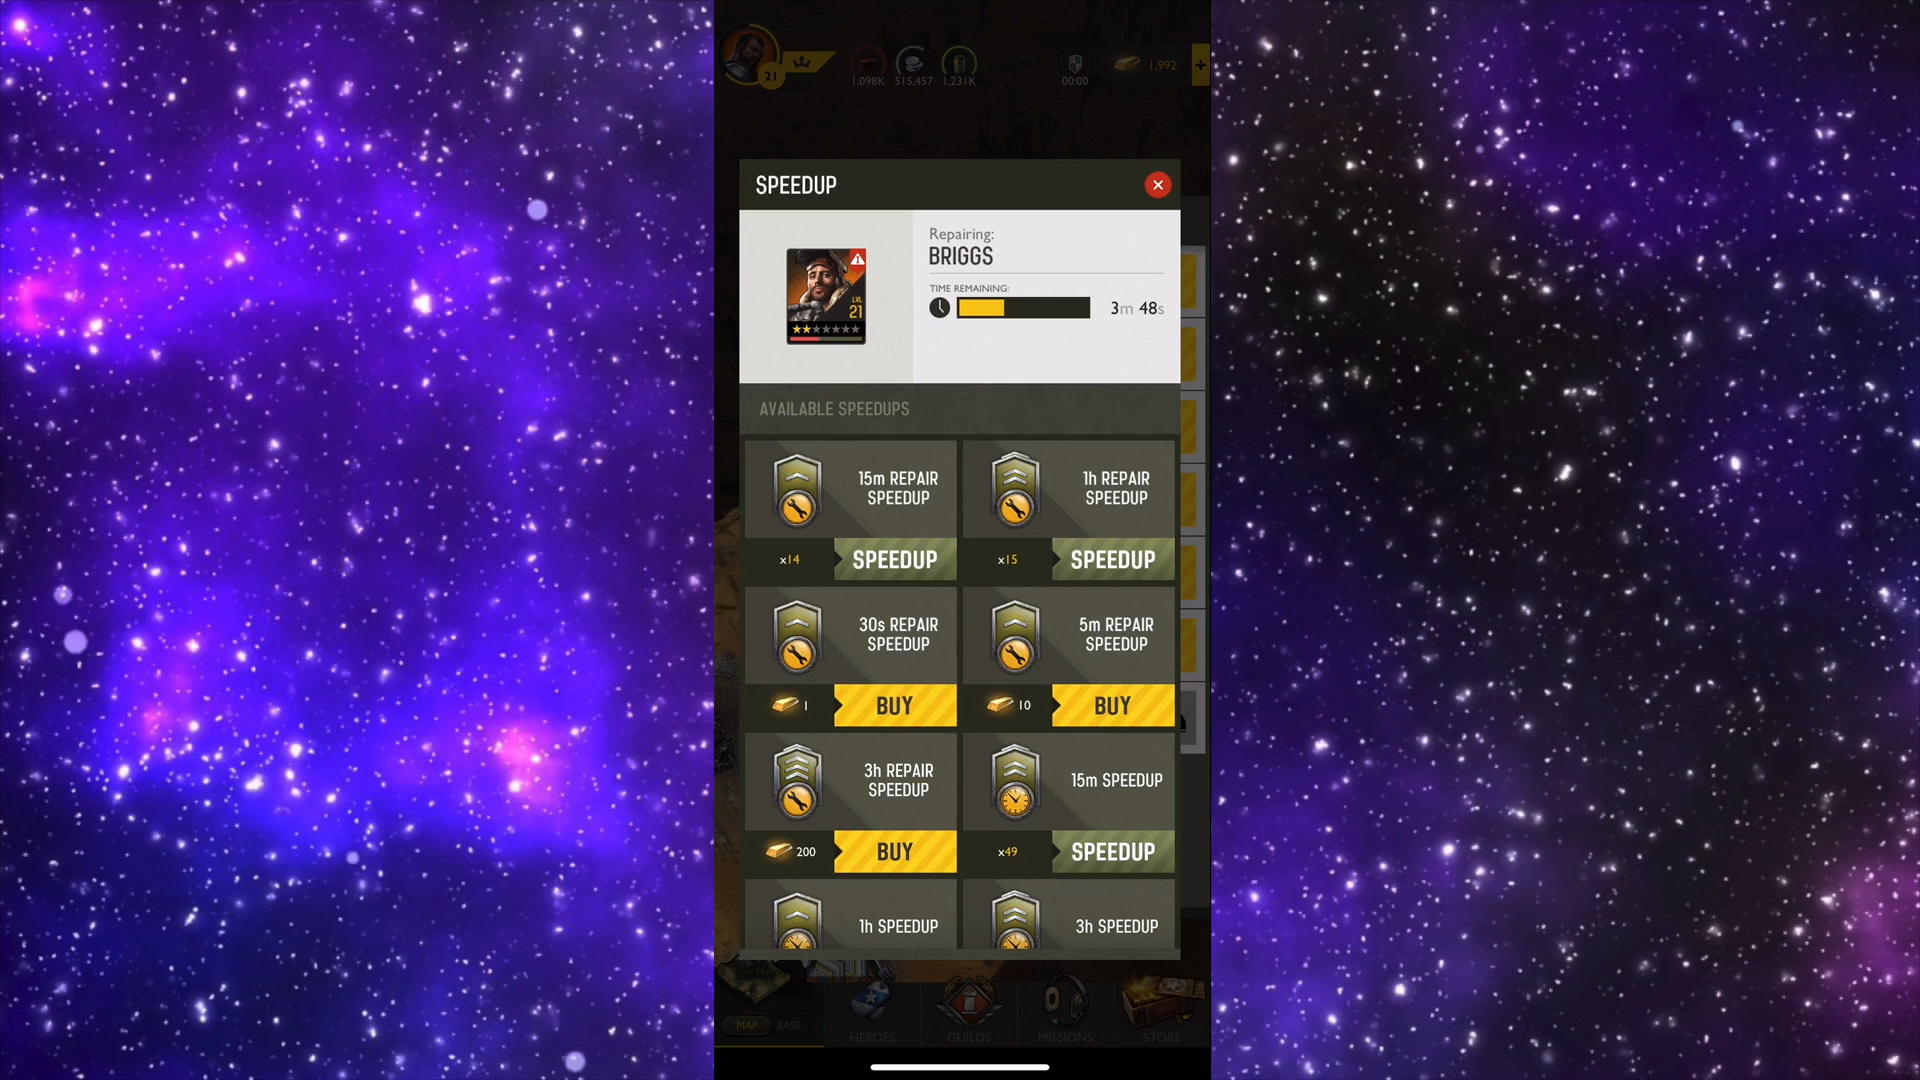 21
1,098K
515,457
1,231K
00:00
1,992
+
SPEEDUP
Repairing:
BRIGGS
TIME REMAINING:
3m 48s
LVL
21
AVAILABLE SPEEDUPS
15m REPAIR
SPEEDUP
1h REPAIR
SPEEDUP
x14
SPEEDUP
x15
SPEEDUP
30s REPAIR
SPEEDUP
5m REPAIR
SPEEDUP
1
BUY
10
BUY
3h REPAIR
SPEEDUP
15m SPEEDUP
200
BUY
x49
SPEEDUP
1h SPEEDUP
3h SPEEDUP
MAP
BASE
HEROES
GUILDS
MISSIONS
STORE